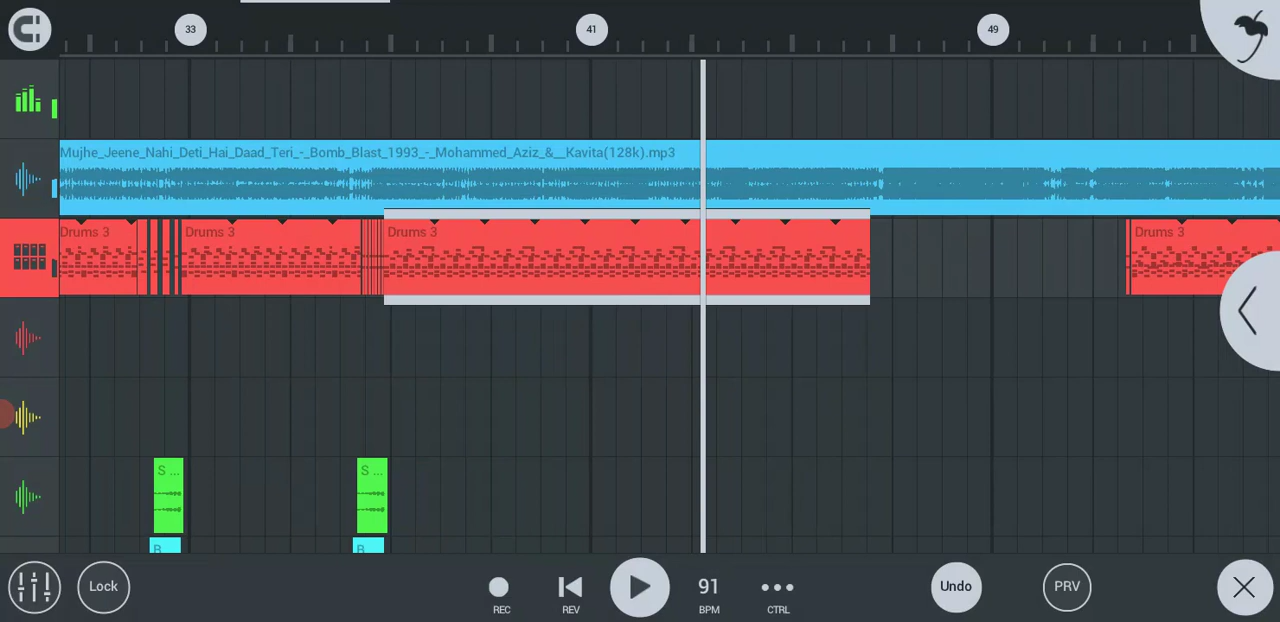 33
41
49
Mujhe_Jeene_Nahi_Deti_Hai_Daad_Teri_-_Bomb_Blast_1993_-_Mohammed_Aziz_&__Kavita(128k).mp3
Drums 3
Drums 3
Drums 3
Drums 3
S ...
S ...
B
B
Lock
REC
REV
91
BPM
CTRL
Undo
PRV